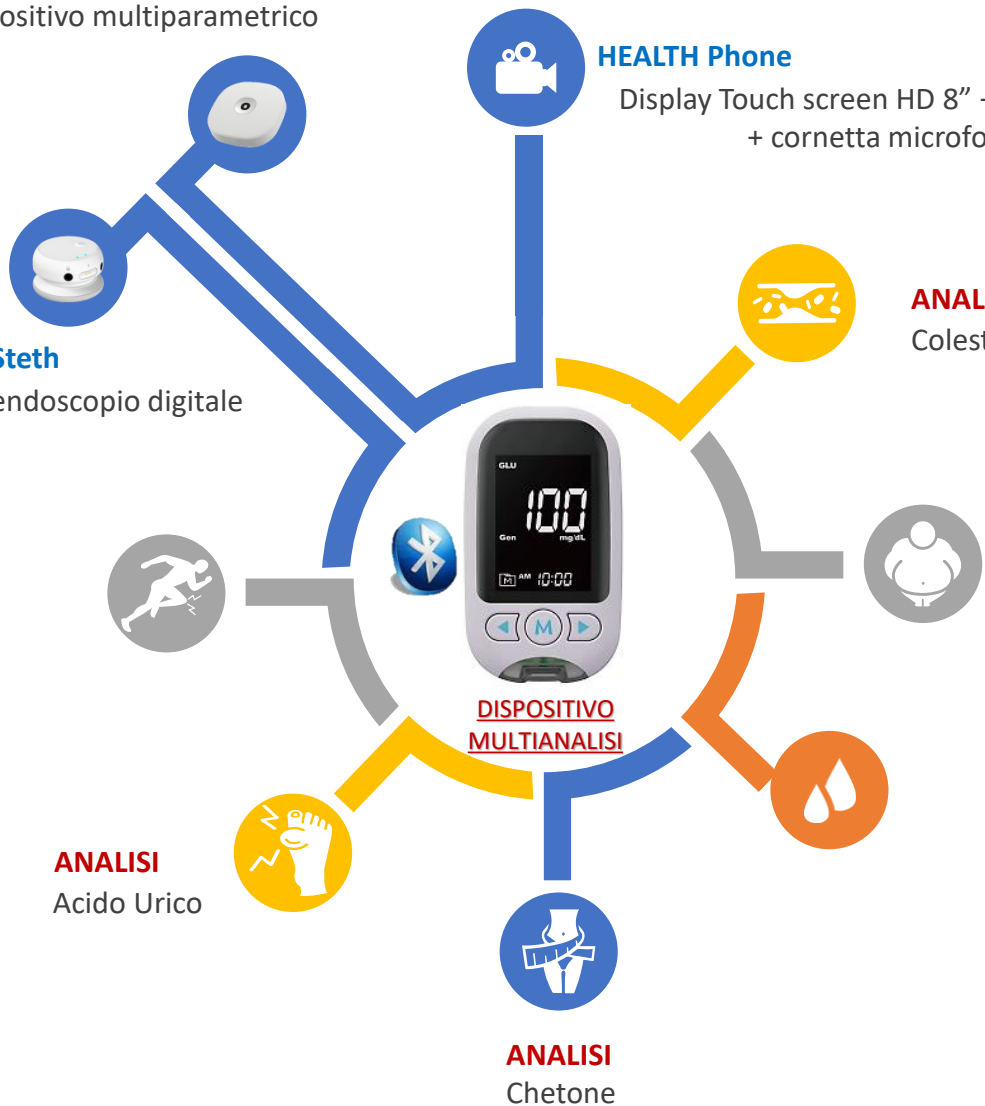 ositivo multiparametrico
HEALTH Phone
Display Touch screen HD 8”
+ cornetta microfo
ANAL
Colest
Steth
endoscopio digitale
GLU
100
Gen mg/dL
M AM 10:00
M
DISPOSITIVO
MULTIANALISI
ANALISI
Acido Urico
ANALISI
Chetone